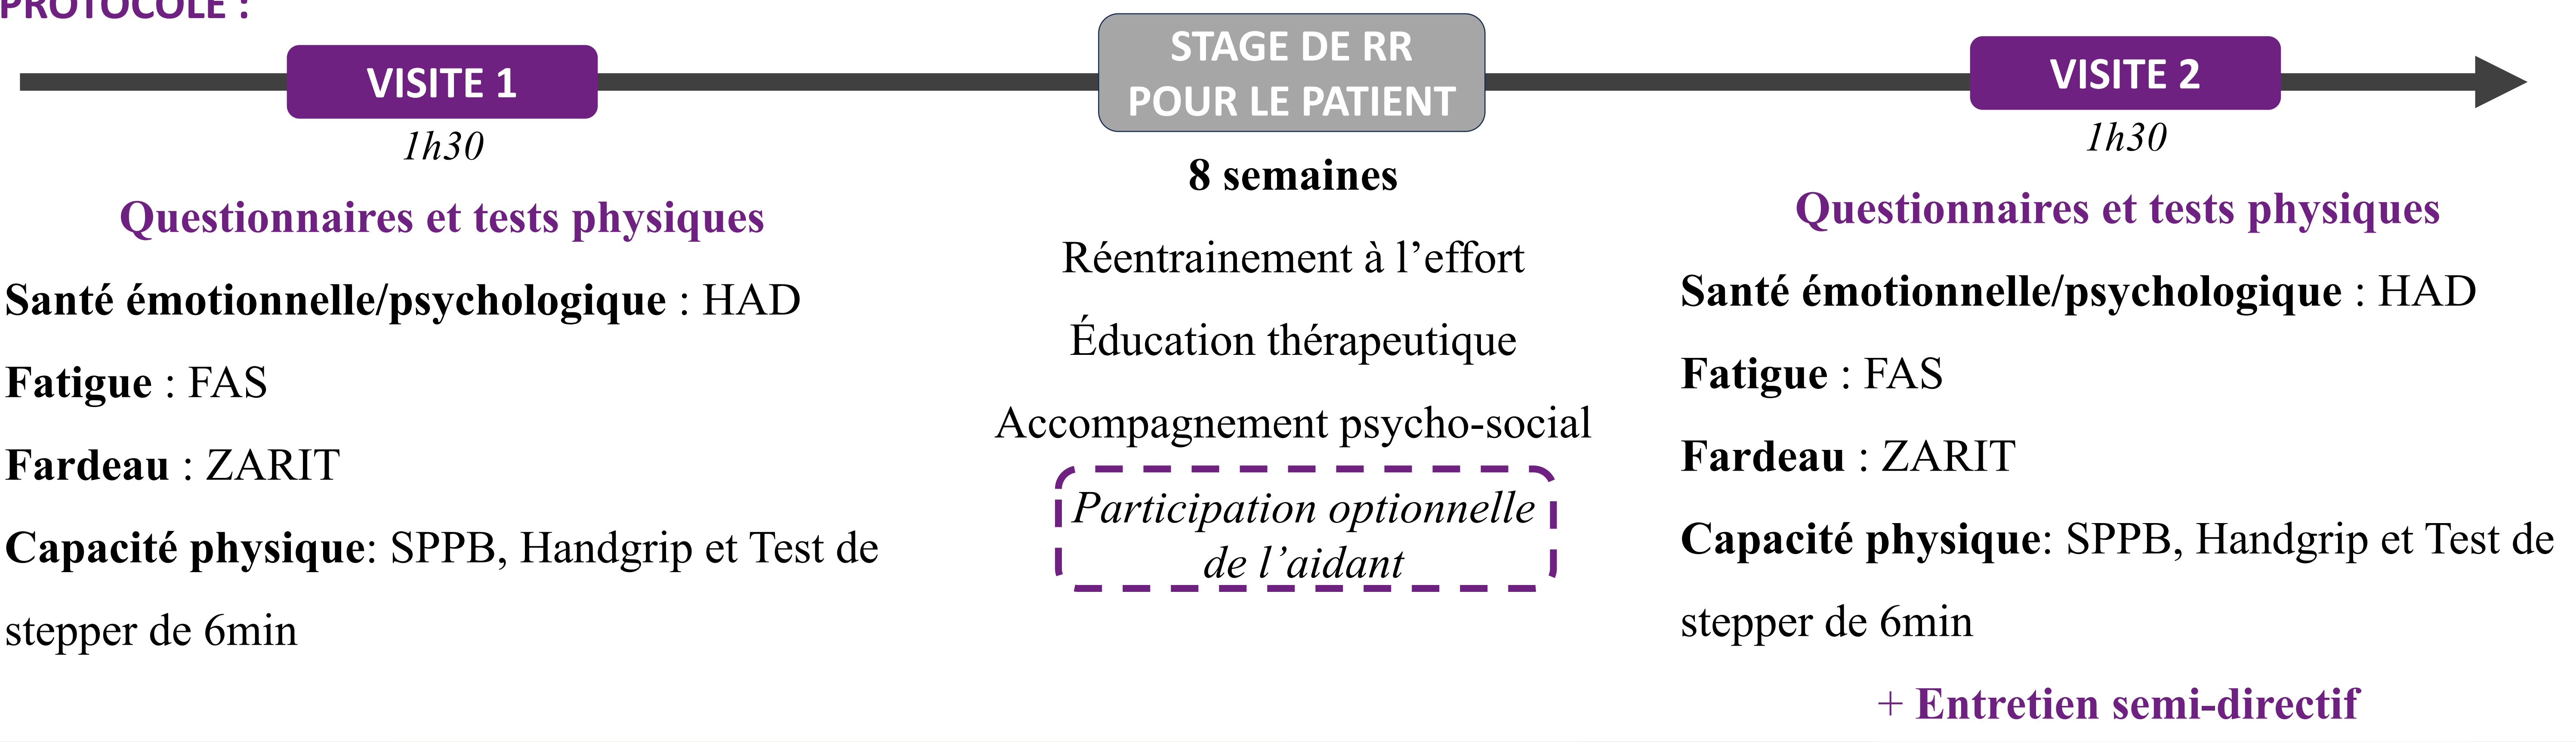 PROTOCOLE :
VISITE 1
1h30
Questionnaires et tests physiques
Santé émotionnelle/psychologique : HAD
Fatigue : FAS
Fardeau : ZARIT
Capacité physique: SPPB, Handgrip et Test de
stepper de 6min
STAGE DE RR
POUR LE PATIENT
8 semaines
Réentrainement à l’effort
Éducation thérapeutique
Accompagnement psycho-social
Participation optionnelle
de l’aidant
VISITE 2
1h30
Questionnaires et tests physiques
Santé émotionnelle/psychologique : HAD
Fatigue : FAS
Fardeau : ZARIT
Capacité physique: SPPB, Handgrip et Test de
stepper de 6min
+ Entretien semi-directif